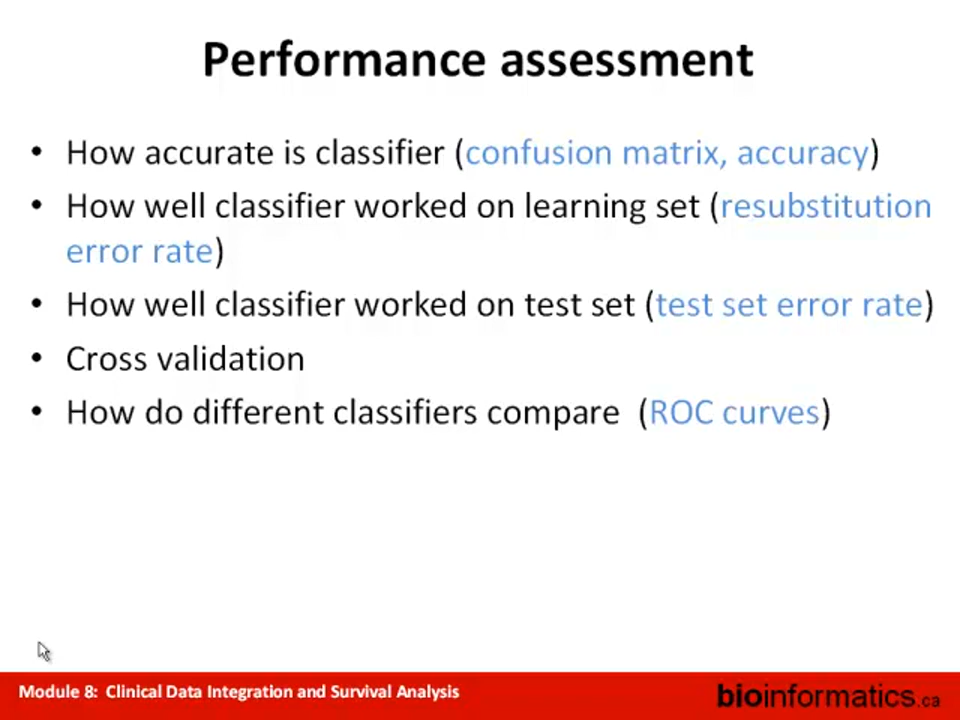 Performance assessment
• How accurate is classifier (confusion matrix, accuracy)
• How well classifier worked on learning set (resubstitution
error rate)
• How well classifier worked on test set (test set error rate)
• Cross validation
• How do different classifiers compare  (ROC curves)
Module 8:  Clinical Data Integration and Survival Analysis
bioinformatics.ca